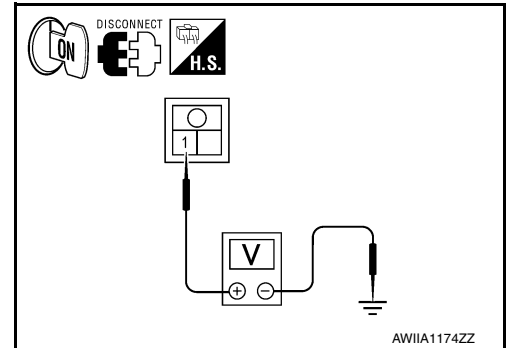 DISCONNECT
ON
H.S.
1
V
+ −
AWIIA1174ZZ